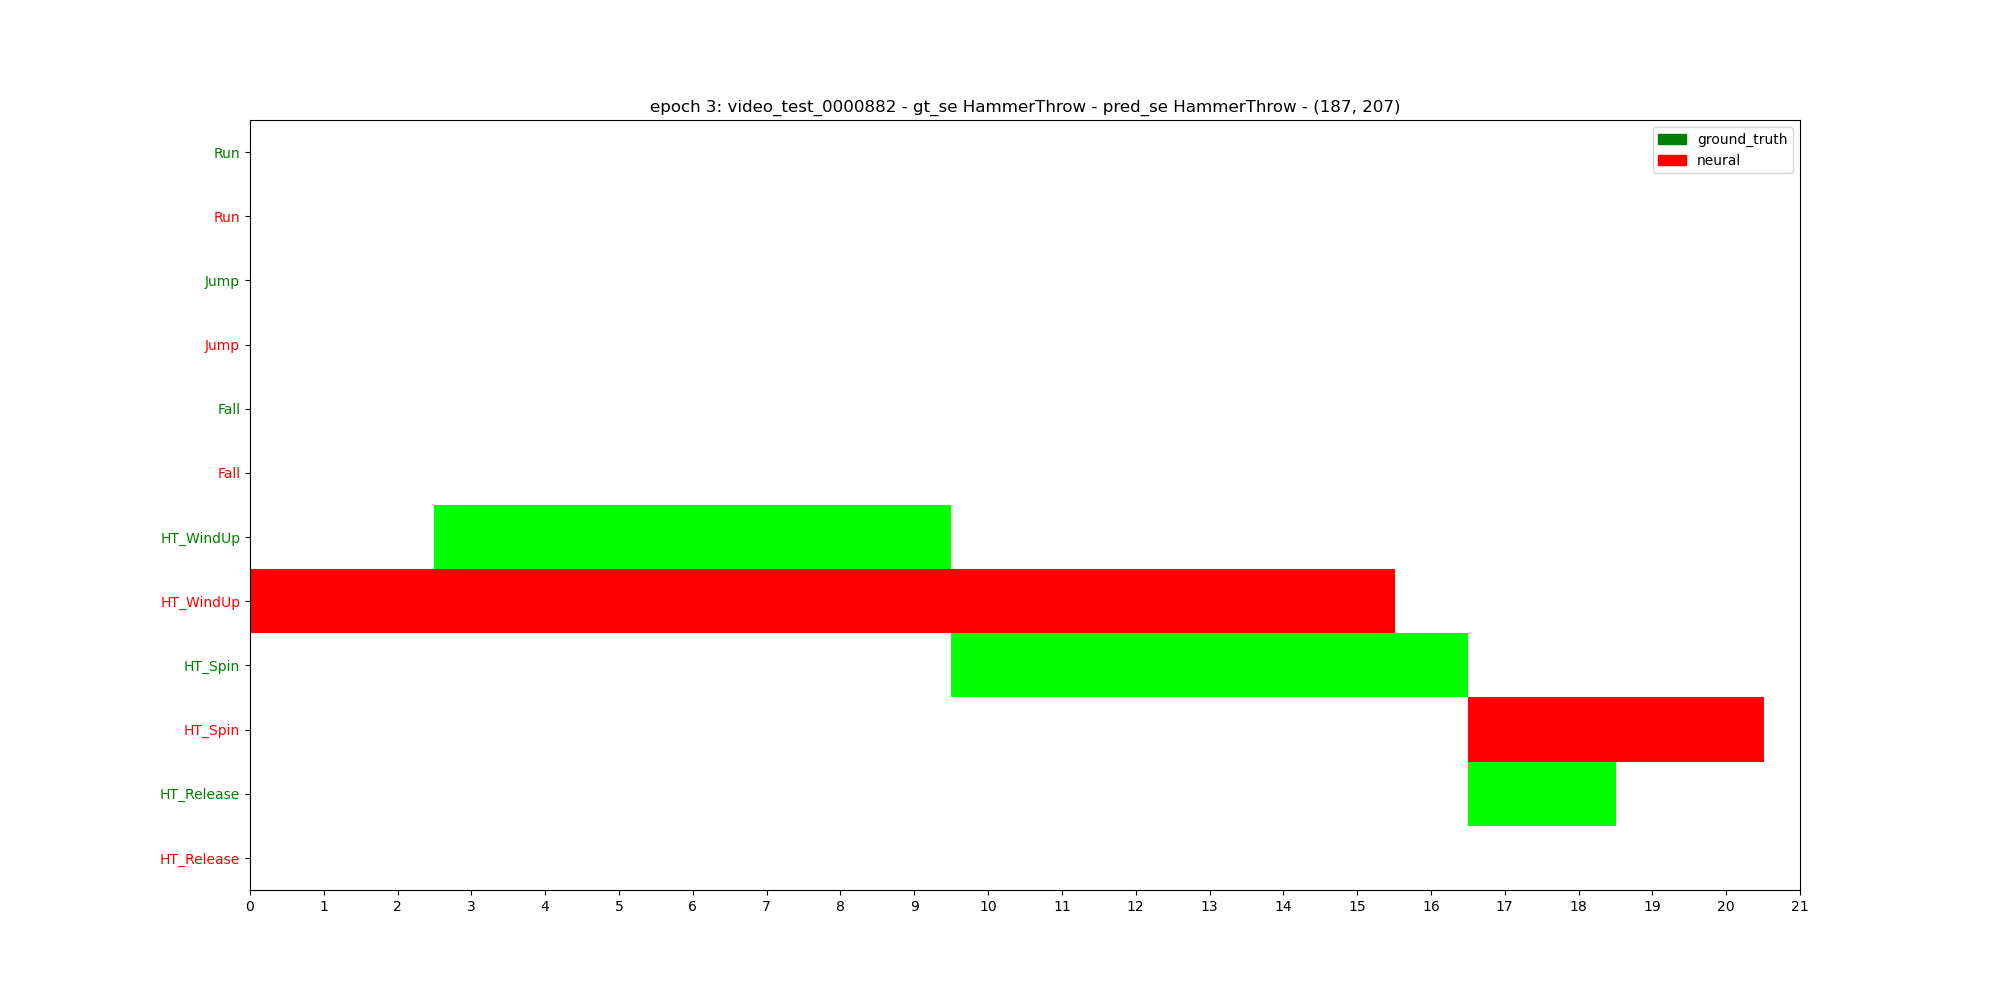 epoch 3: video_test_0000882 - gt_se HammerThrow - pred_se HammerThrow - (187, 207)
ground_truth
neural
Run
Run
Jump
Jump
Fall
Fall
HT_WindUp
HT_WindUp
HT_Spin
HT_Spin
HT_Release
HT_Release
0 1 2 3 4 5 6 7 8 9 10 11 12 13 14 15 16 17 18 19 20 21